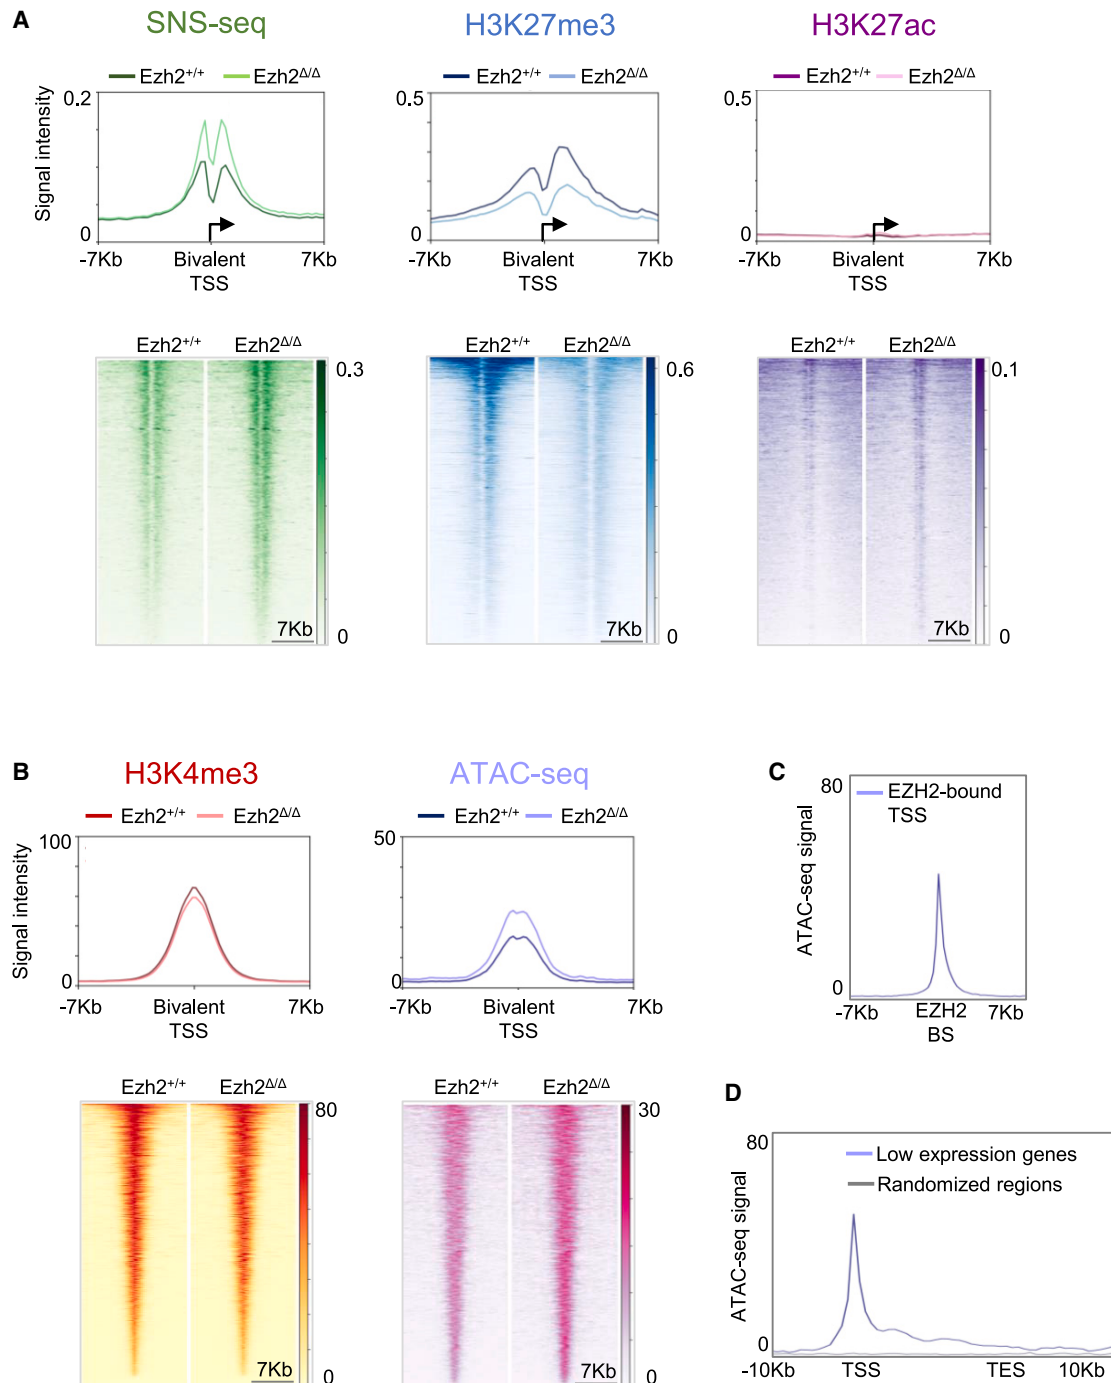 A
SNS-seq
H3K27me3
H3K27ac
Ezh2+/+ Ezh2Δ/Δ
Ezh2+/+ Ezh2Δ/Δ
Ezh2+/+ Ezh2Δ/Δ
Signal intensity
0.2
0
-7Kb Bivalent TSS 7Kb
0.5
0
-7Kb Bivalent TSS 7Kb
0.5
0
-7Kb Bivalent TSS 7Kb
Ezh2+/+ Ezh2Δ/Δ
0.3
7Kb
0
Ezh2+/+ Ezh2Δ/Δ
0.6
7Kb
0
Ezh2+/+ Ezh2Δ/Δ
0.1
7Kb
0
B
H3K4me3
ATAC-seq
Ezh2+/+ Ezh2Δ/Δ
Ezh2+/+ Ezh2Δ/Δ
Signal intensity
100
0
-7Kb Bivalent TSS 7Kb
50
0
-7Kb Bivalent TSS 7Kb
Ezh2+/+ Ezh2Δ/Δ
80
7Kb
0
Ezh2+/+ Ezh2Δ/Δ
30
7Kb
0
C
80
EZH2-bound
TSS
ATAC-seq signal
0
-7Kb EZH2 BS 7Kb
D
80
Low expression genes
Randomized regions
ATAC-seq signal
0
-10Kb TSS TES 10Kb